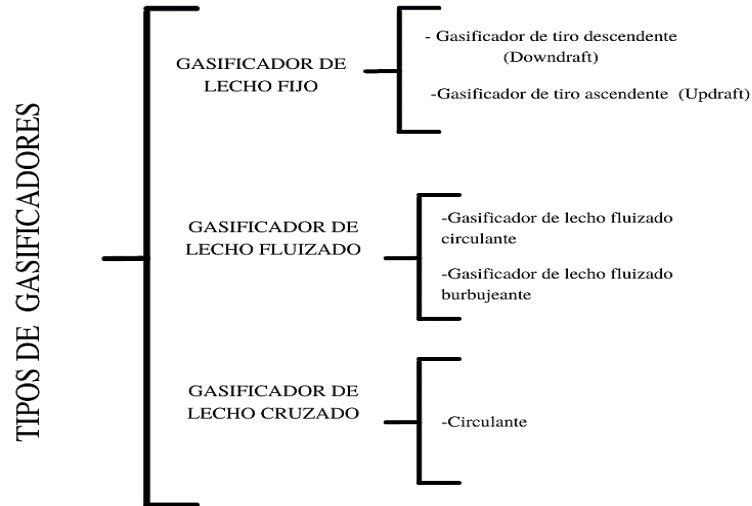 TIPOS DE GASIFICADORES
GASIFICADOR DE
LECHO FIJO
- Gasificador de tiro descendente
(Downdraft)
-Gasificador de tiro ascendente (Updraft)
GASIFICADOR DE
LECHO FLUIZADO
-Gasificador de lecho fluizado
circulante
-Gasificador de lecho fluizado
burbujeante
GASIFICADOR DE
LECHO CRUZADO
-Circulante